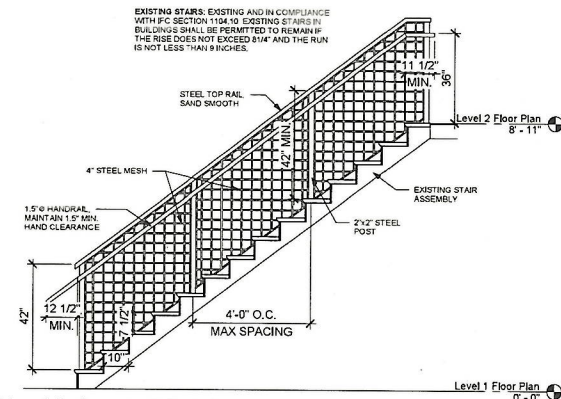 EXISTING STAIRS: EXISTING AND IN COMPLIANCE
WITH IFC SECTION 1104.10 EXISTING STAIRS IN
BUILDINGS SHALL BE PERMITTED TO REMAIN IF
THE RISE DOES NOT EXCEED 81/4" AND THE RUN
IS NOT LESS THAN 9 INCHES.
11 1/2"
MIN.
36"
STEEL TOP RAIL,
SAND SMOOTH
Level 2 Floor Plan
8' - 11"
42" MIN.
4" STEEL MESH
EXISTING STAIR
ASSEMBLY
1.5" Ø HANDRAIL,
MAINTAIN 1.5" MIN.
HAND CLEARANCE
2"x2" STEEL
POST
12 1/2"
MIN.
42"
7 1/2"
10"
4'-0" O.C.
MAX SPACING
Level 1 Floor Plan
0' - 0"